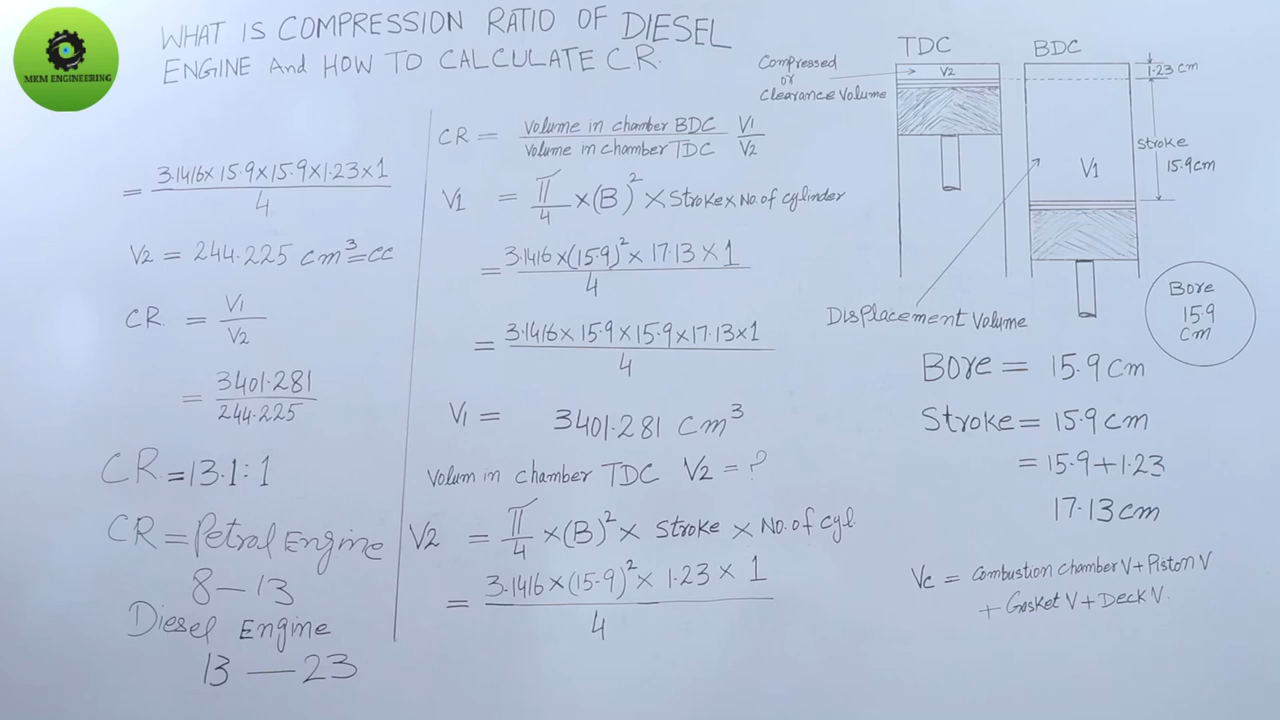 MKM ENGINEERING
WHAT IS COMPRESSION RATIO OF DIESEL
ENGINE And HOW TO CALCULATE C.R.
= 3.1416 x 15.9 x 15.9 x 1.23 x 1
4
V2 = 244.225 cm³=cc
CR. = V1
V2
= 3401.281
244.225
CR = 13.1:1
CR = Petral Engine
8 — 13
Diesel Engine
13 — 23
CR = Volume in chamber BDC V1
Volume in chamber TDC V2
V1 = π/4 x (B)² x Stroke x No. of cylinder
= 3.1416 x (15.9)² x 17.13 x 1
4
= 3.1416 x 15.9 x 15.9 x 17.13 x 1
4
V1 = 3401.281 Cm³
Volum in chamber TDC V2 = ?
V2 = π/4 x (B)² x Stroke x No. of cyl.
= 3.1416 x (15.9)² x 1.23 x 1
4
TDC
BDC
Compressed
or
Clearance Volume
V2
1.23 cm
Stroke
15.9cm
V1
Displacement Volume
Bore
15.9
cm
Bore = 15.9 Cm
Stroke = 15.9 cm
= 15.9 + 1.23
17.13 cm
Vc = Combustion chamber V + Piston V
+ Gasket V + Deck V.